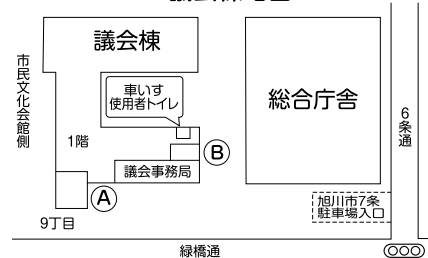 議会棟
総合庁舎
市民文化会館側
車いす
使用者トイレ
6条通
1階
B
議会事務局
A
旭川市7条
駐車場入口
9丁目
緑橋通